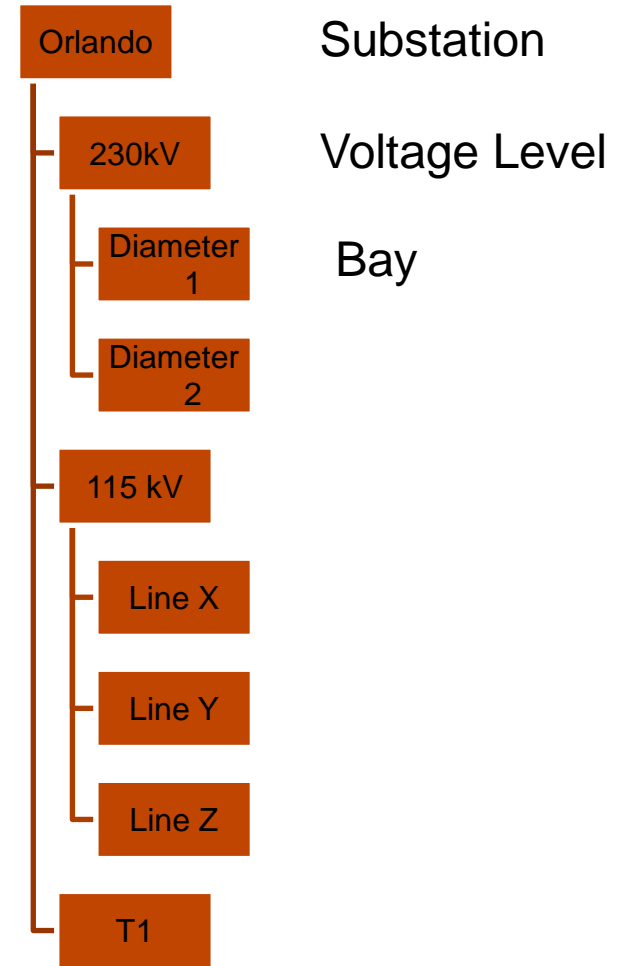 Orlando
Substation
230kV
Voltage Level
Diameter
1
Bay
Diameter
2
115 kV
Line X
Line Y
Line Z
T1